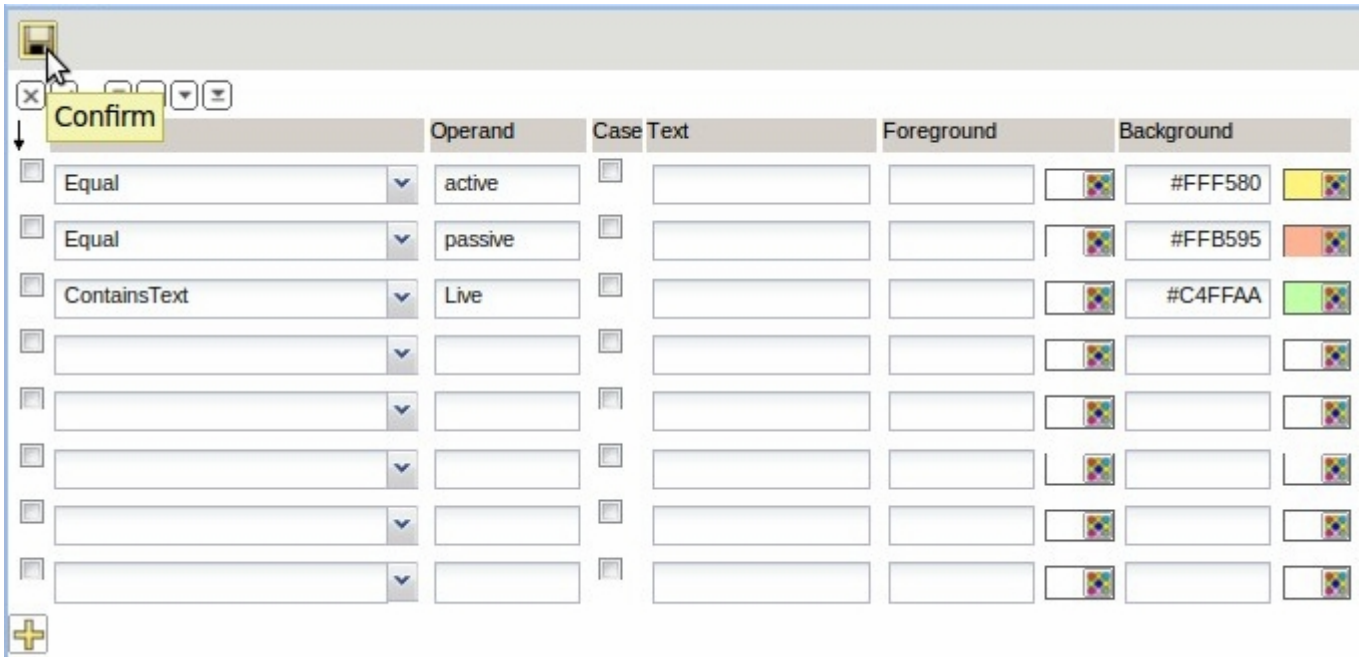 Confirm
Operand Case Text Foreground Background
Equal active #FFF580
Equal passive #FFB595
ContainsText Live #C4FFAA